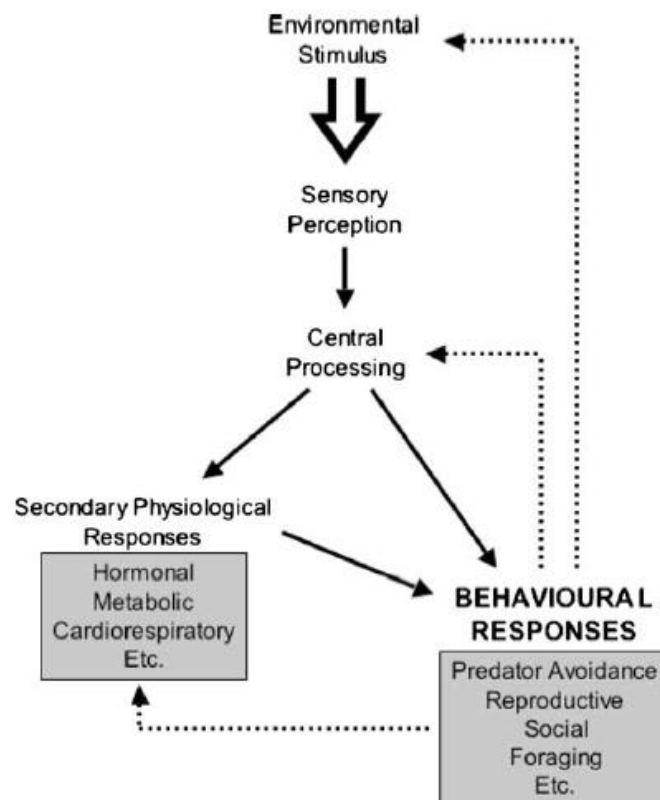 Environmental
Stimulus
Sensory
Perception
Central
Processing
Secondary Physiological
Responses
Hormonal
Metabolic
Cardiorespiratory
Etc.
BEHAVIOURAL
RESPONSES
Predator Avoidance
Reproductive
Social
Foraging
Etc.